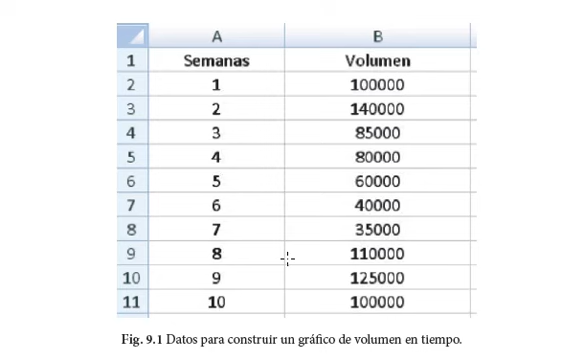 A B
1 Semanas Volumen
2 1 100000
3 2 140000
4 3 85000
5 4 80000
6 5 60000
7 6 40000
8 7 35000
9 8 110000
10 9 125000
11 10 100000
Fig. 9.1 Datos para construir un gráfico de volumen en tiempo.